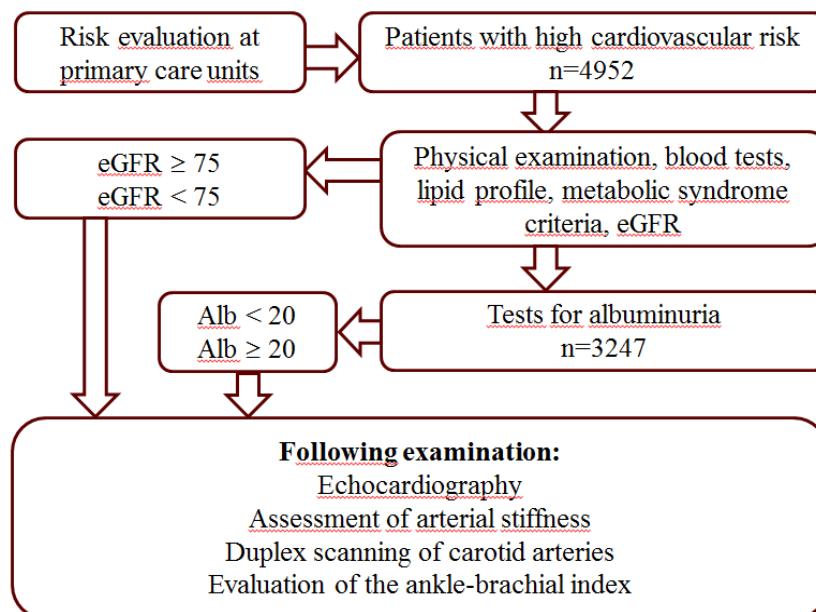 Risk evaluation at
primary care units
Patients with high cardiovascular risk
n=4952
eGFR ≥ 75
eGFR < 75
Physical examination, blood tests,
lipid profile, metabolic syndrome
criteria, eGFR
Alb < 20
Alb ≥ 20
Tests for albuminuria
n=3247
Following examination:
Echocardiography
Assessment of arterial stiffness
Duplex scanning of carotid arteries
Evaluation of the ankle-brachial index